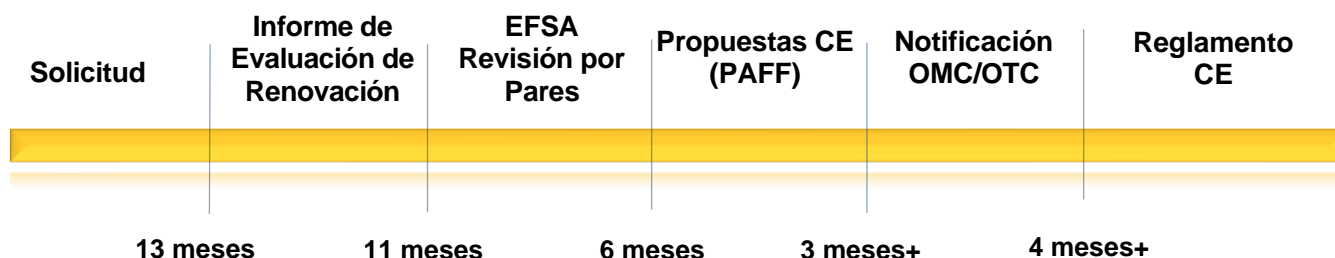 Solicitud
Informe de
Evaluación de
Renovación
EFSA
Revisión por
Pares
Propuestas CE
(PAFF)
Notificación
OMC/OTC
Reglamento
CE
13 meses
11 meses
6 meses
3 meses+
4 meses+